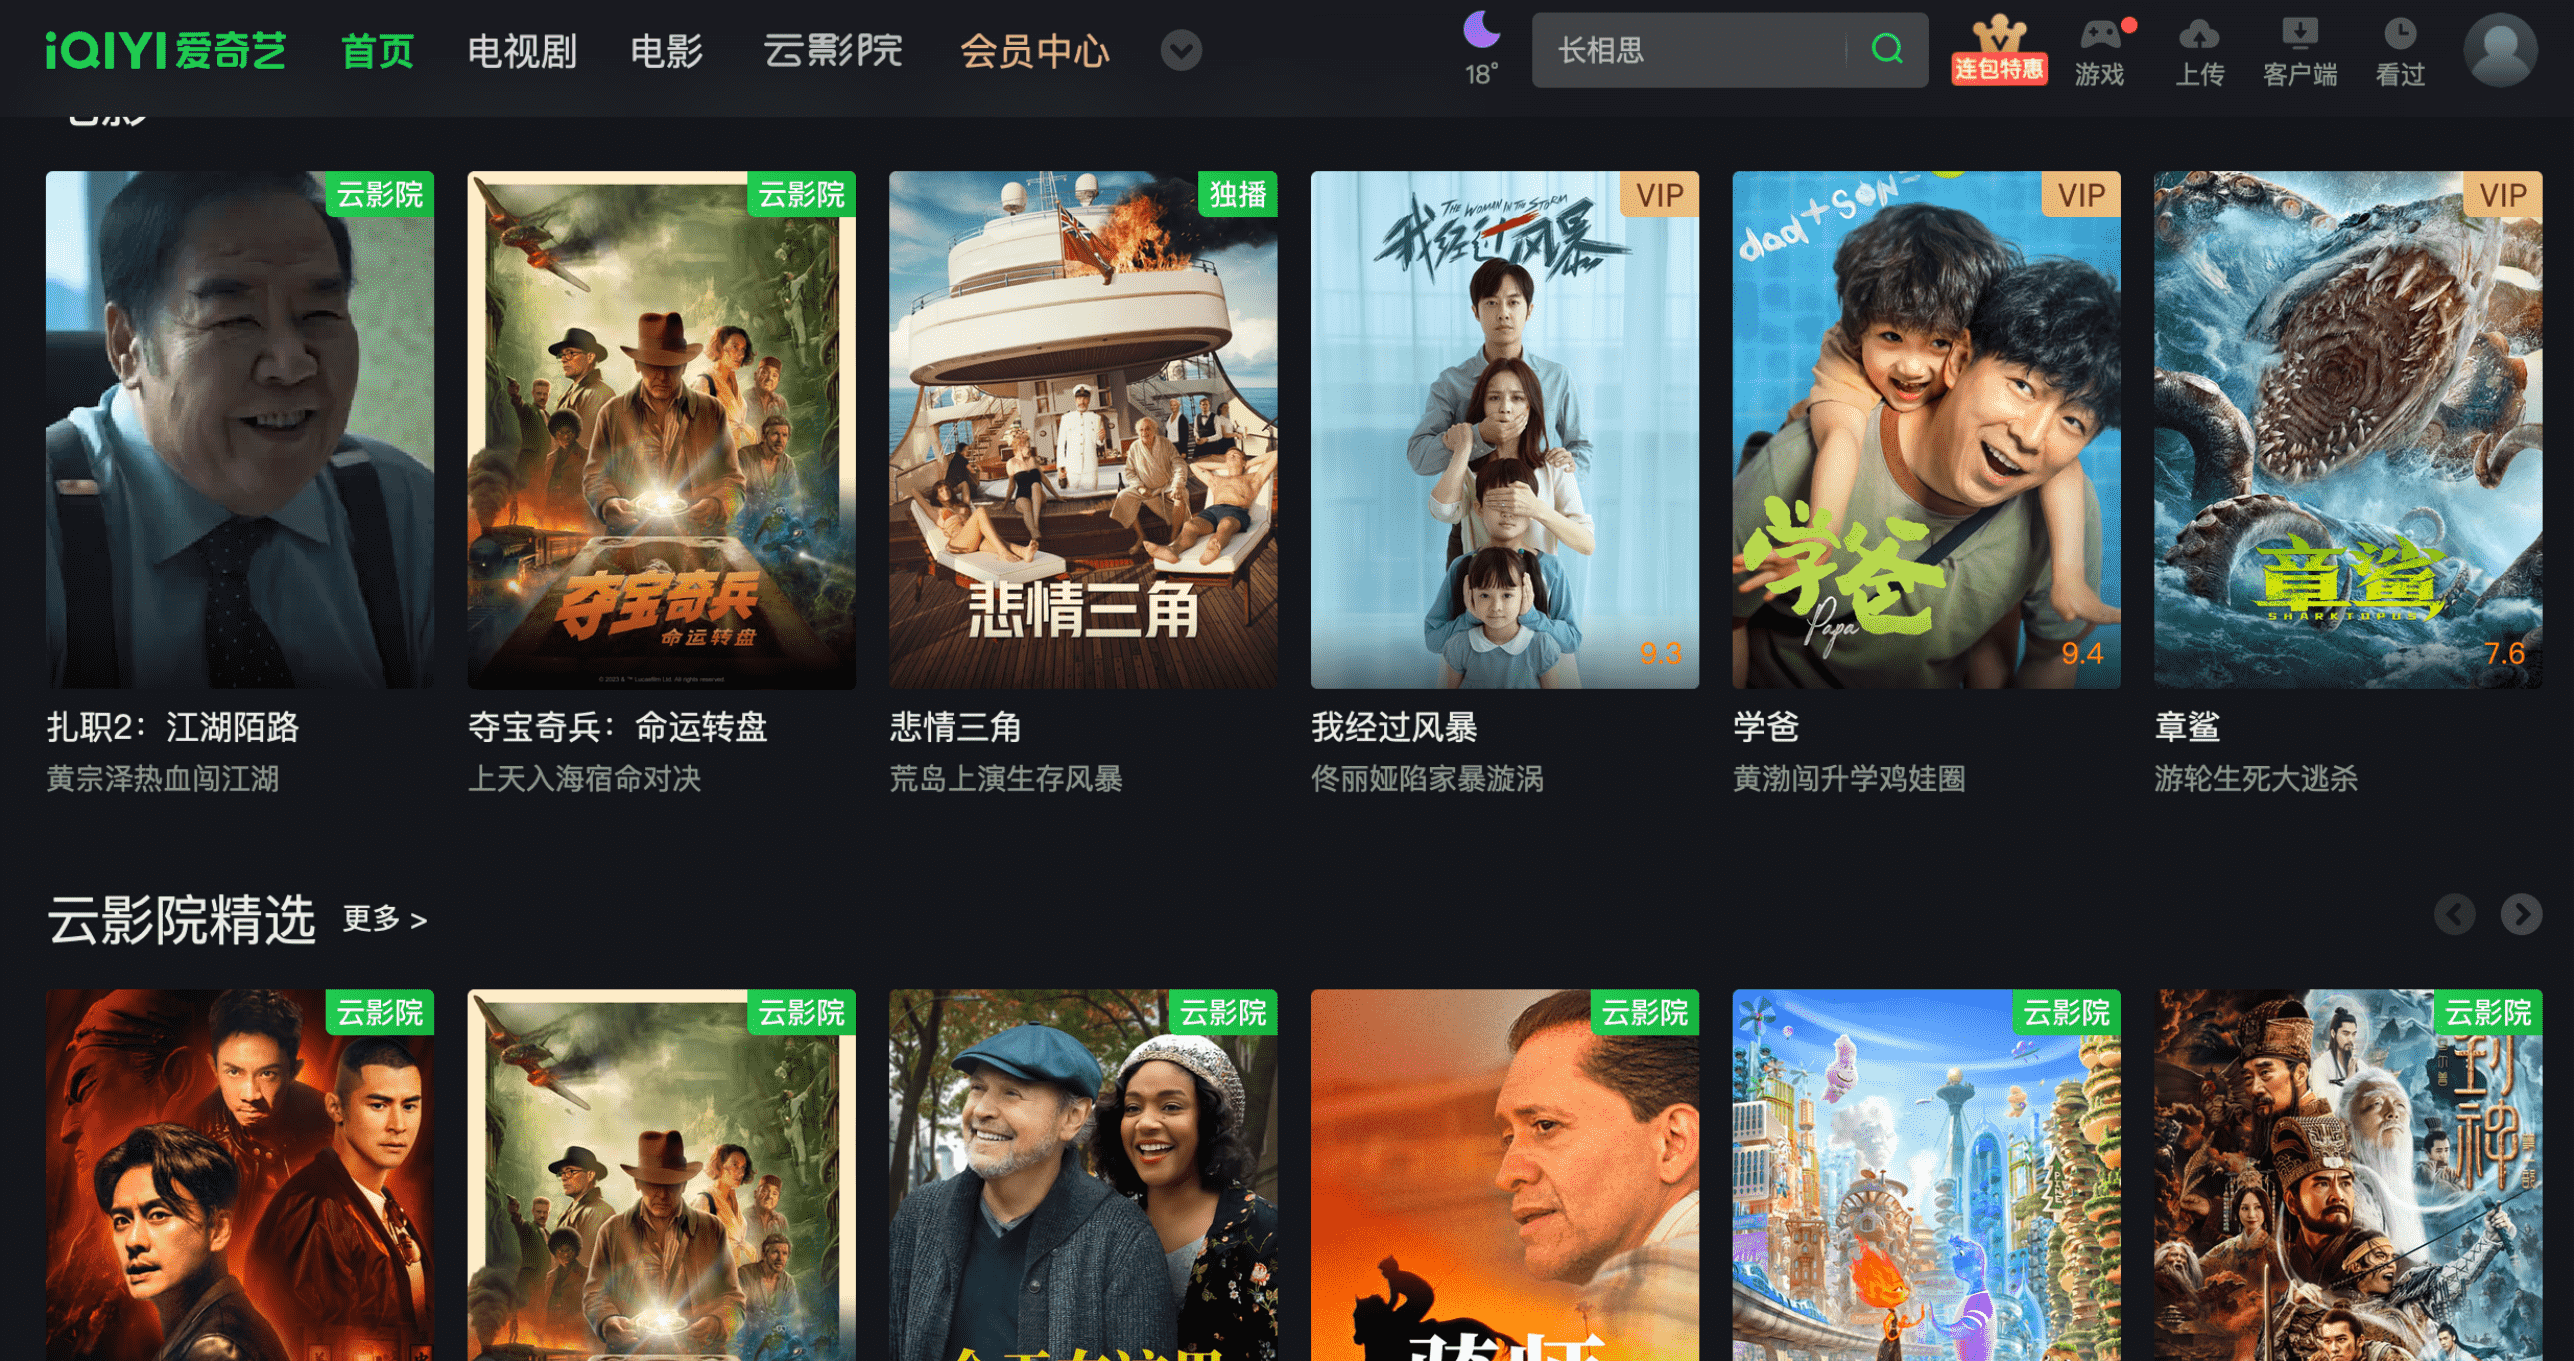 iQIYI 爱奇艺 首页 电视剧 电影 云影院 会员中心 18° 长相思 连包特惠 游戏 上传 客户端 看过
云影院 云影院 独播 VIP VIP VIP
THE WOMAN IN THE STORM
我经过风暴
dad+son=
夺宝奇兵
命运转盘
© 2023 & ™ Lucasfilm Ltd. All rights reserved.
悲情三角
学爸
Papa
章鲨
SHARKTOPUS
9.3 9.4 7.6
扎职2：江湖陌路 夺宝奇兵：命运转盘 悲情三角 我经过风暴 学爸 章鲨
黄宗泽热血闯江湖 上天入海宿命对决 荒岛上演生存风暴 佟丽娅陷家暴漩涡 黄渤闯升学鸡娃圈 游轮生死大逃杀
云影院精选 更多 >
云影院 云影院 云影院 云影院 云影院 云影院
封神